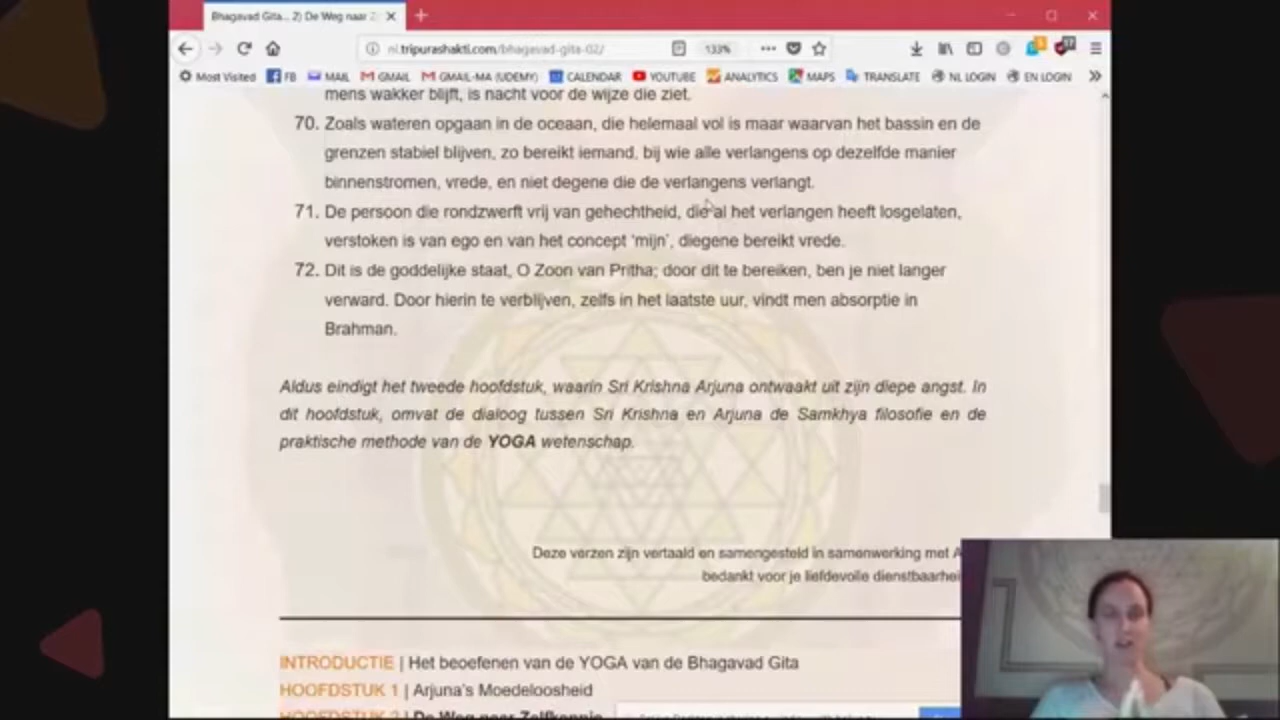 Bhagavad Gita... 2) De Weg naar Z
nl.tripurashakti.com/bhagavad-gita-02/
133%
Most Visited FB MAIL GMAIL GMAIL-MA (UDEMY) CALENDAR YOUTUBE ANALYTICS MAPS TRANSLATE NL LOGIN EN LOGIN
mens wakker blijft, is nacht voor de wijze die ziet.
70. Zoals wateren opgaan in de oceaan, die helemaal vol is maar waarvan het bassin en de
grenzen stabiel blijven, zo bereikt iemand, bij wie alle verlangens op dezelfde manier
binnenstromen, vrede, en niet degene die de verlangens verlangt.
71. De persoon die rondzwerft vrij van gehechtheid, die al het verlangen heeft losgelaten,
verstoken is van ego en van het concept 'mijn', diegene bereikt vrede.
72. Dit is de goddelijke staat, O Zoon van Pritha; door dit te bereiken, ben je niet langer
verward. Door hierin te verblijven, zelfs in het laatste uur, vindt men absorptie in
Brahman.
Aldus eindigt het tweede hoofdstuk, waarin Sri Krishna Arjuna ontwaakt uit zijn diepe angst. In
dit hoofdstuk, omvat de dialoog tussen Sri Krishna en Arjuna de Samkhya filosofie en de
praktische methode van de YOGA wetenschap.
Deze verzen zijn vertaald en samengesteld in samenwerking met A
bedankt voor je liefdevolle dienstbaarhei
INTRODUCTIE | Het beoefenen van de YOGA van de Bhagavad Gita
HOOFDSTUK 1 | Arjuna's Moedeloosheid
HOOFDSTUK 2 | De Weg naar Zelfkennis